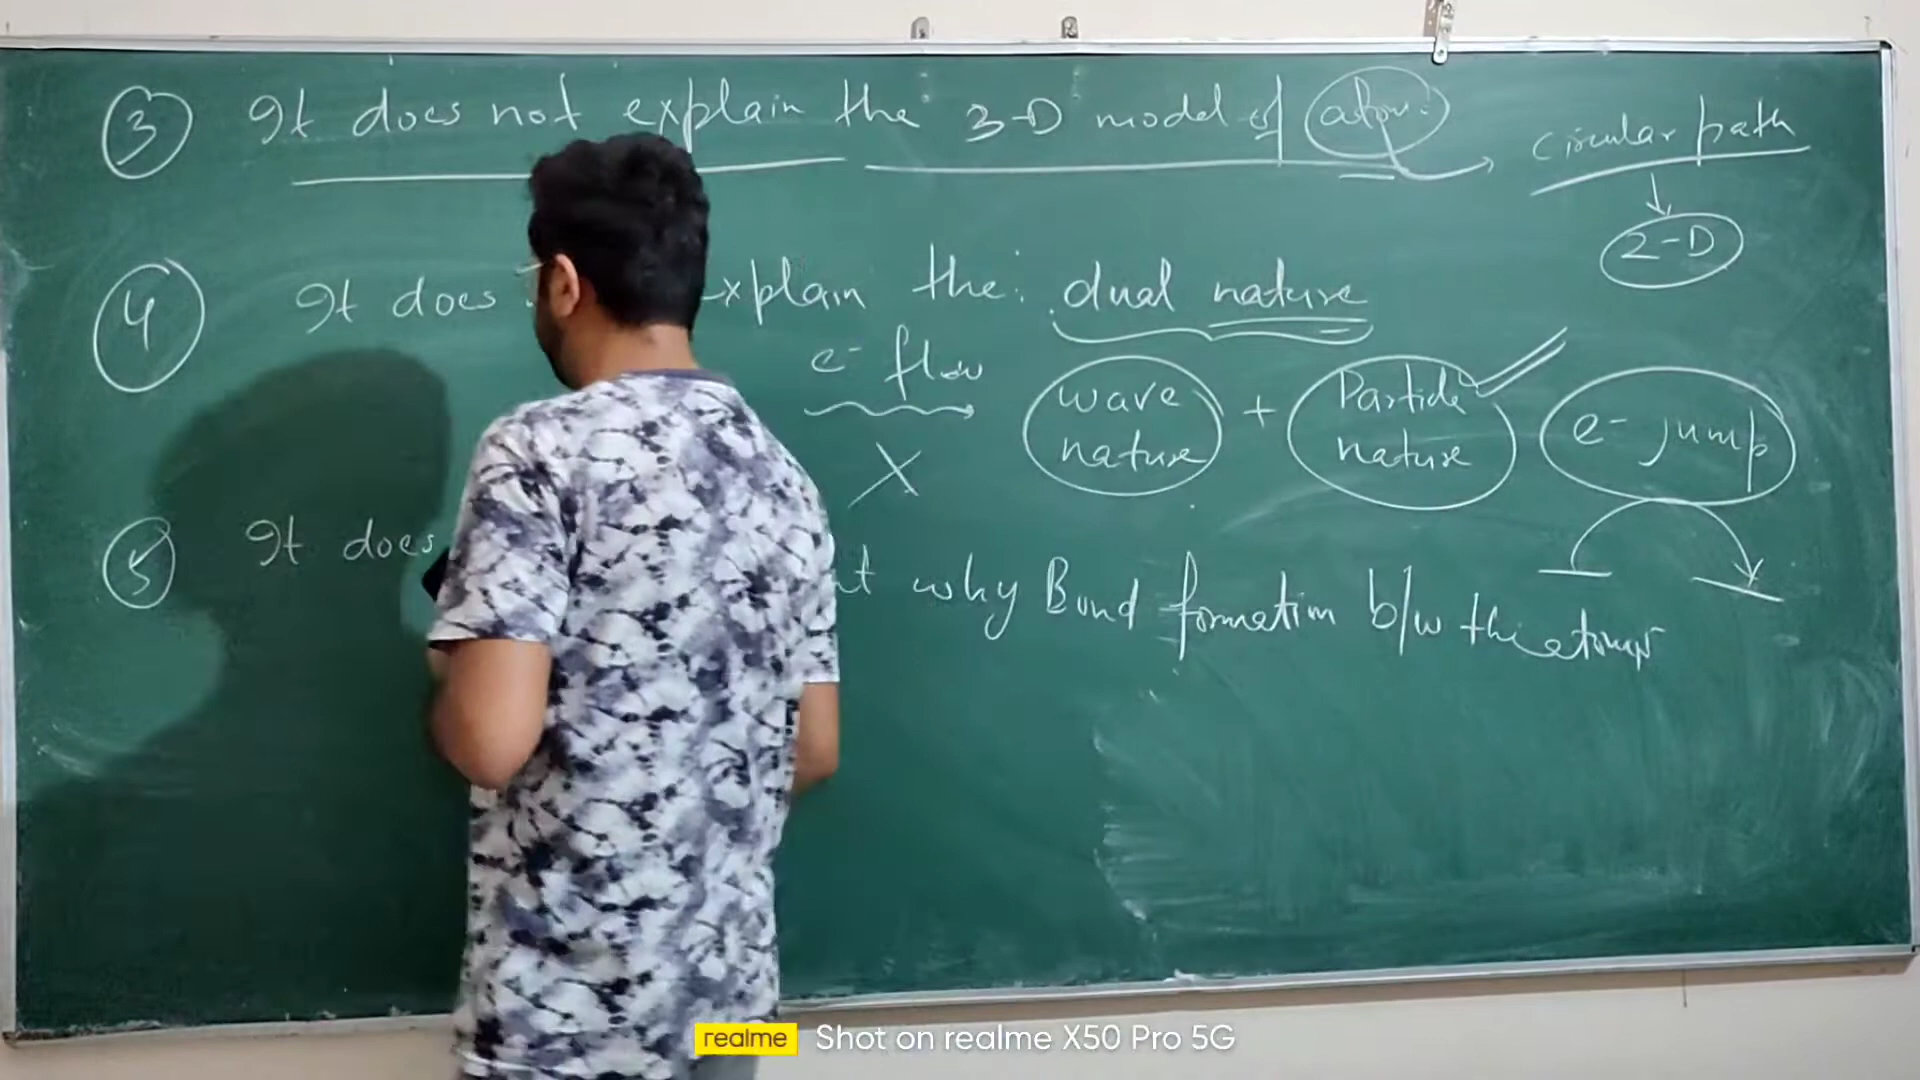 3 It does not explain the 3-D model of atom. circular path
2-D
4 It does explain the dual nature
e- flow
wave nature + Particle nature e- jump
X
5 It does why Bond formation b/w the atoms
realme Shot on realme X50 Pro 5G